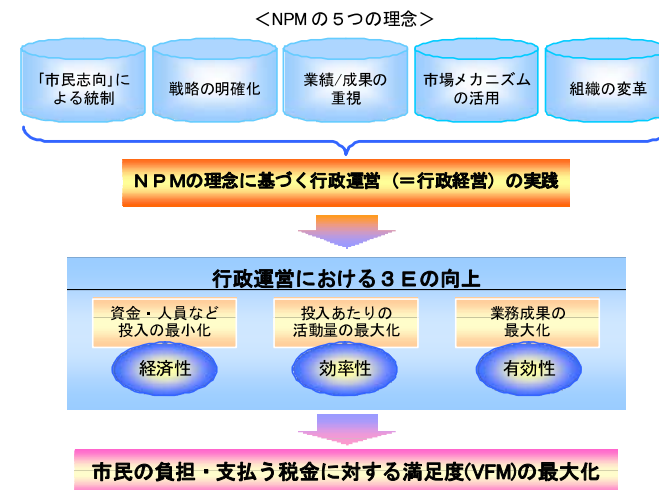 ＜NPMの５つの理念＞
「市民志向」に
よる統制
戦略の明確化
業績/成果の
重視
市場メカニズム
の活用
組織の変革
ＮＰＭの理念に基づく行政運営（＝行政経営）の実践
行政運営における３Ｅの向上
資金・人員など
投入の最小化
経済性
投入あたりの
活動量の最大化
効率性
業務成果の
最大化
有効性
市民の負担・支払う税金に対する満足度(VFM)の最大化